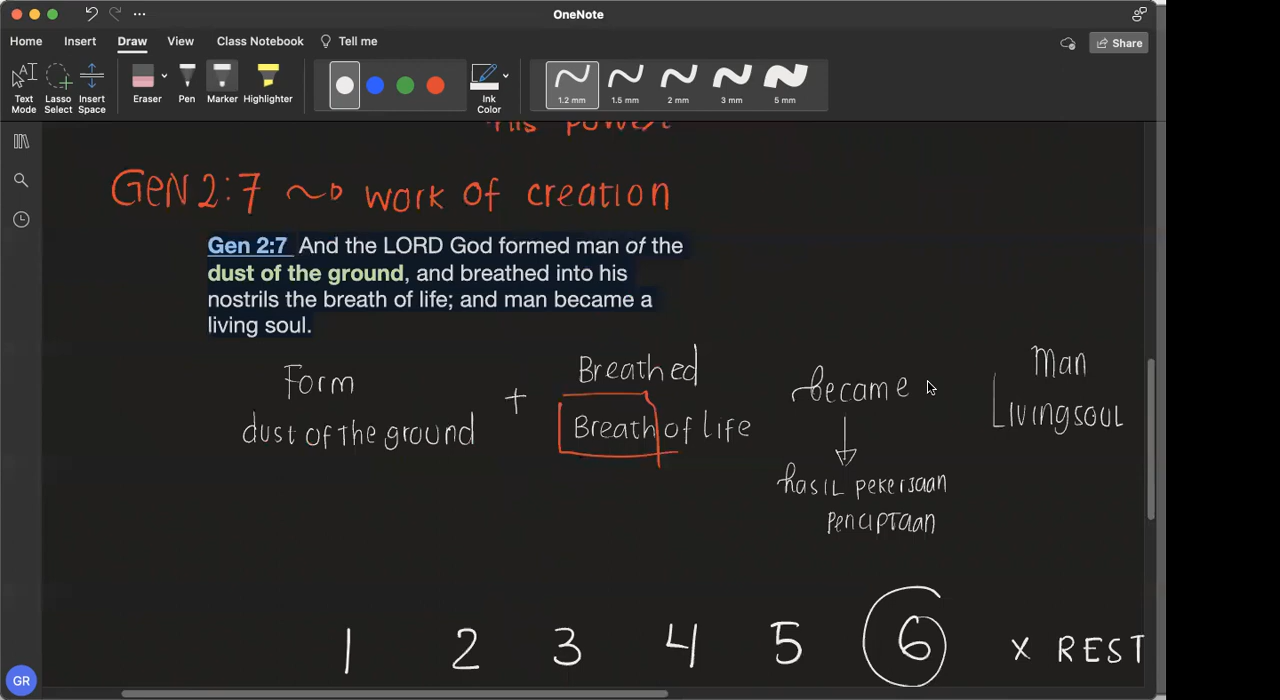 OneNote
Home Insert Draw View Class Notebook Tell me
Share
Text Mode
Lasso Select
Insert Space
Eraser
Pen
Marker
Highlighter
Ink Color
1.2 mm
1.5 mm
2 mm
3 mm
5 mm
His power
Gen 2:7 ~> work of creation
Gen 2:7 And the LORD God formed man of the
dust of the ground, and breathed into his
nostrils the breath of life; and man became a
living soul.
Form
dust of the ground
+
Breathed
Breath of life
became
hasil pekerjaan
penciptaan
Man
Living soul
1 2 3 4 5 6 x REST
GR